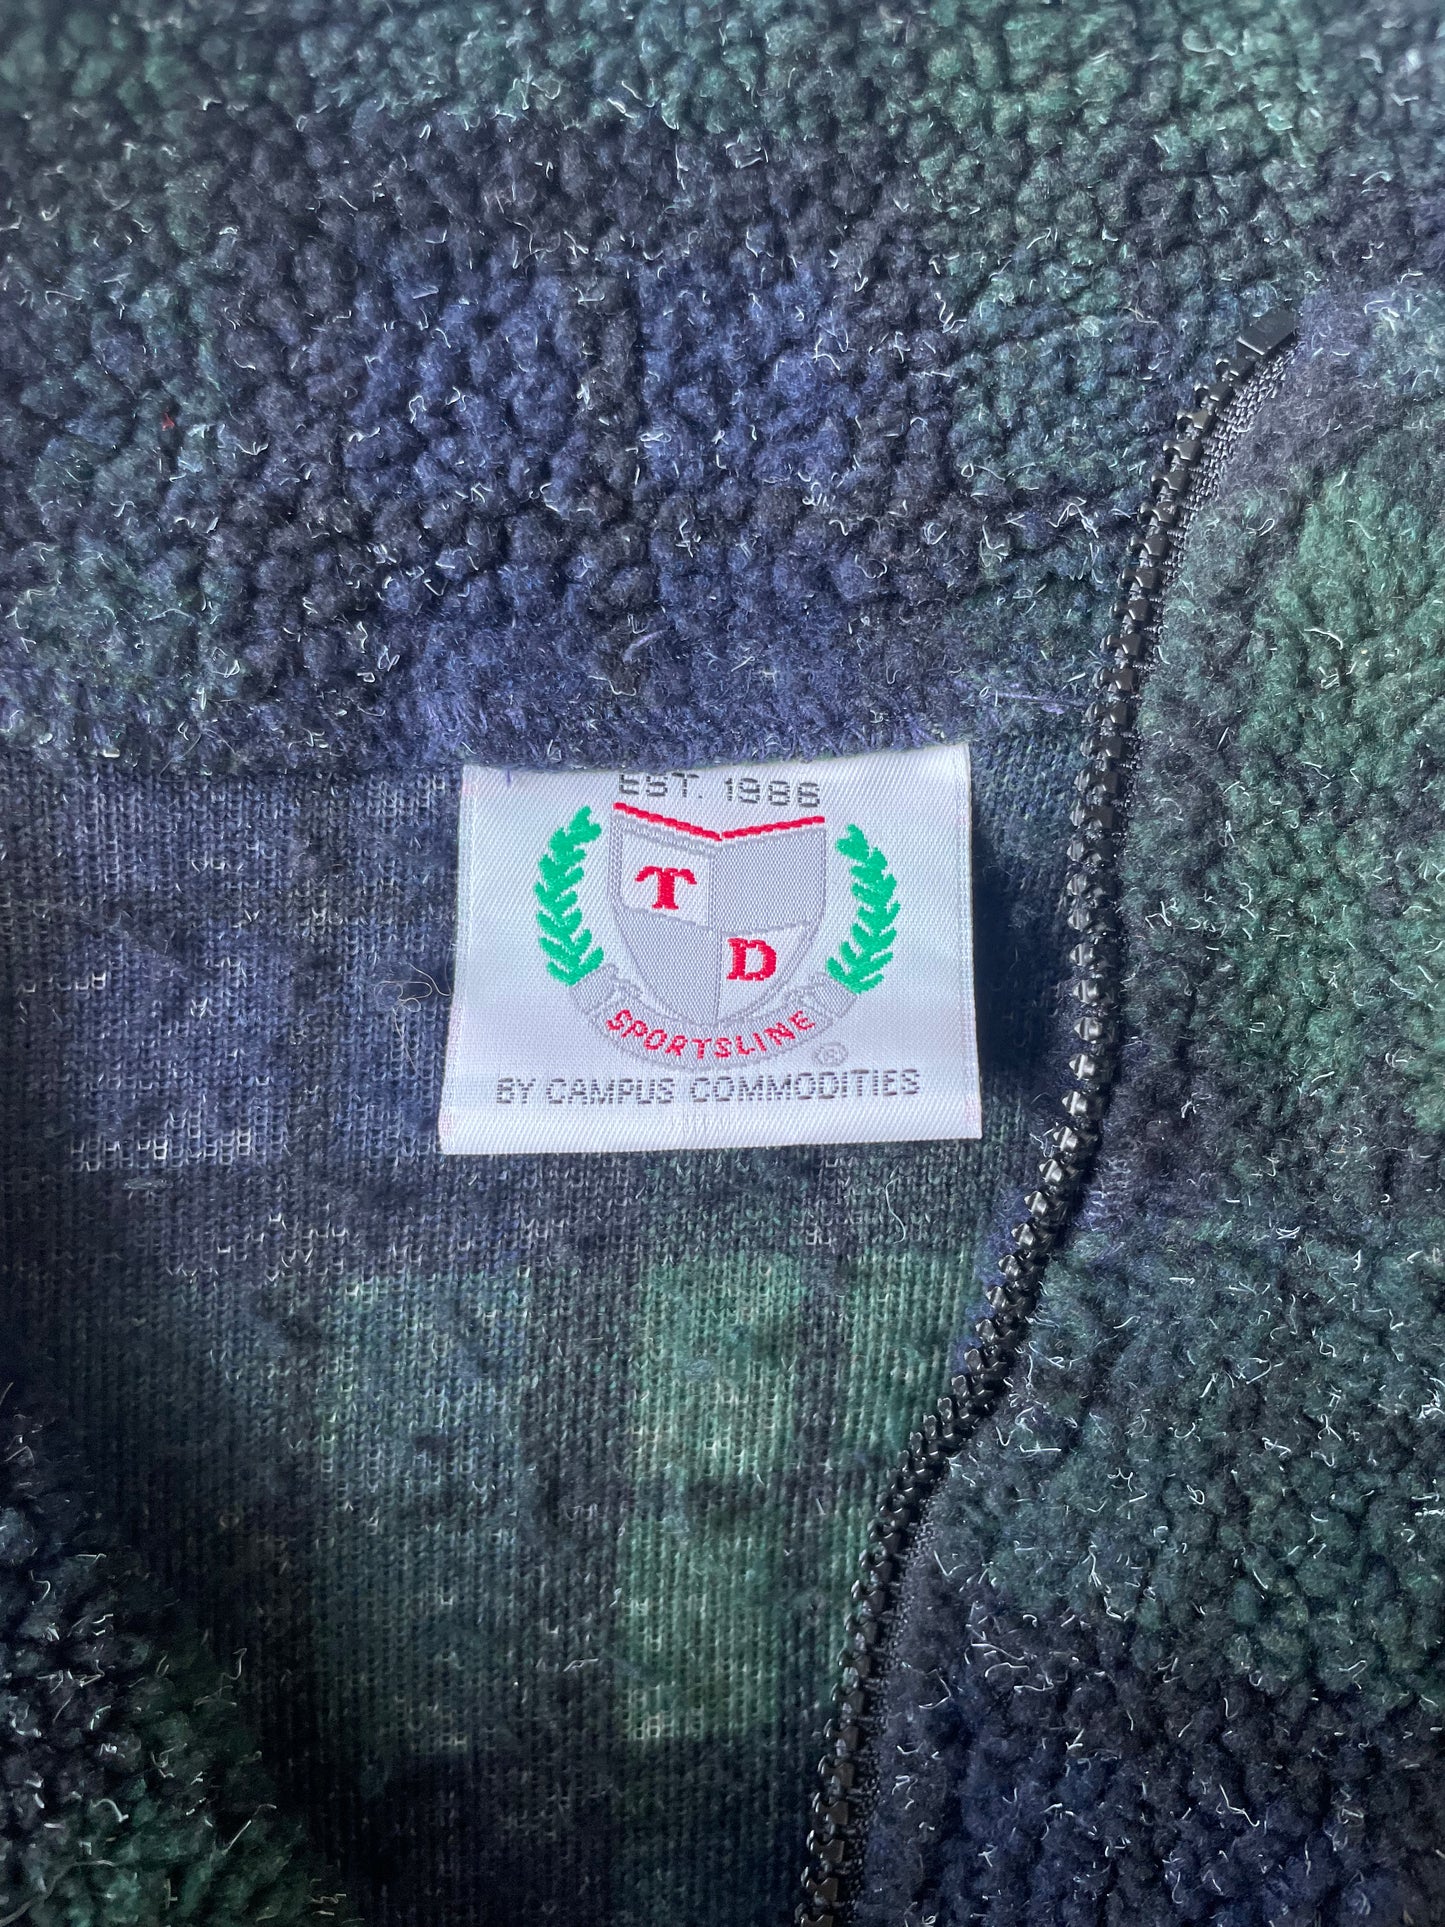 EST. 1986
T
D
SPORTSLINE
®
BY CAMPUS COMMODITIES